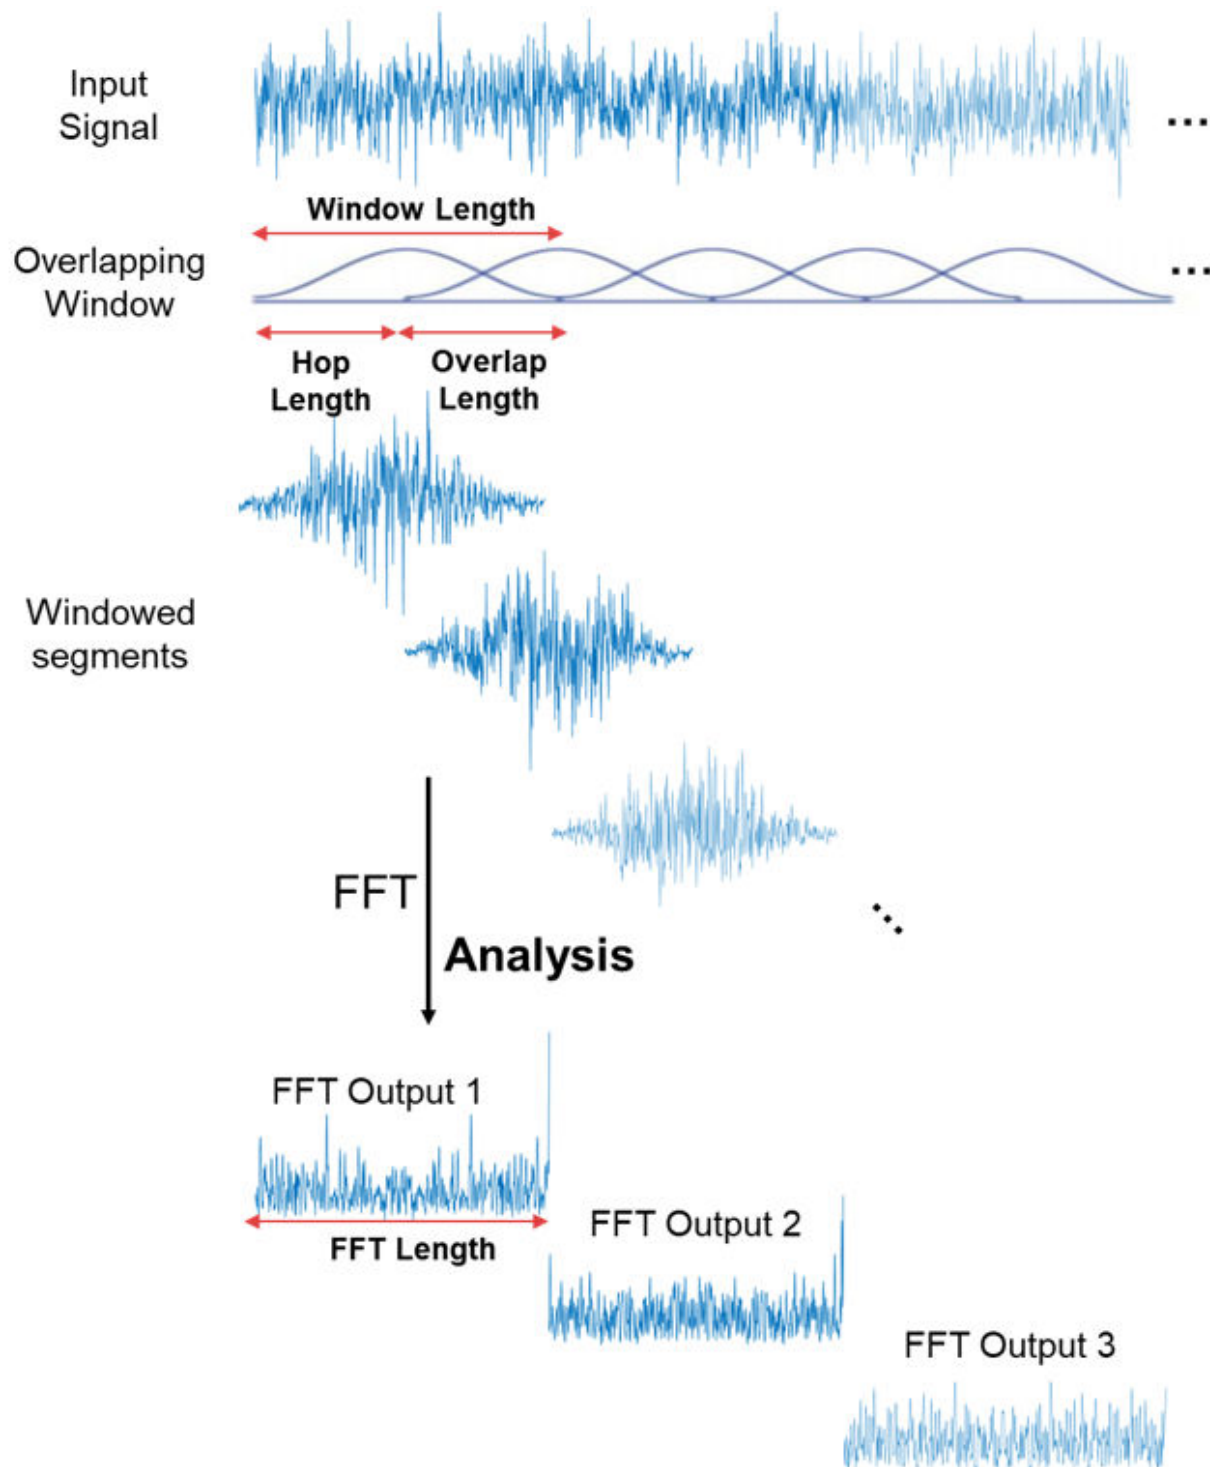 Input
Signal
...
Window Length
Overlapping
Window
...
Hop
Length
Overlap
Length
Windowed
segments
FFT
Analysis
FFT Output 1
FFT Length
FFT Output 2
FFT Output 3